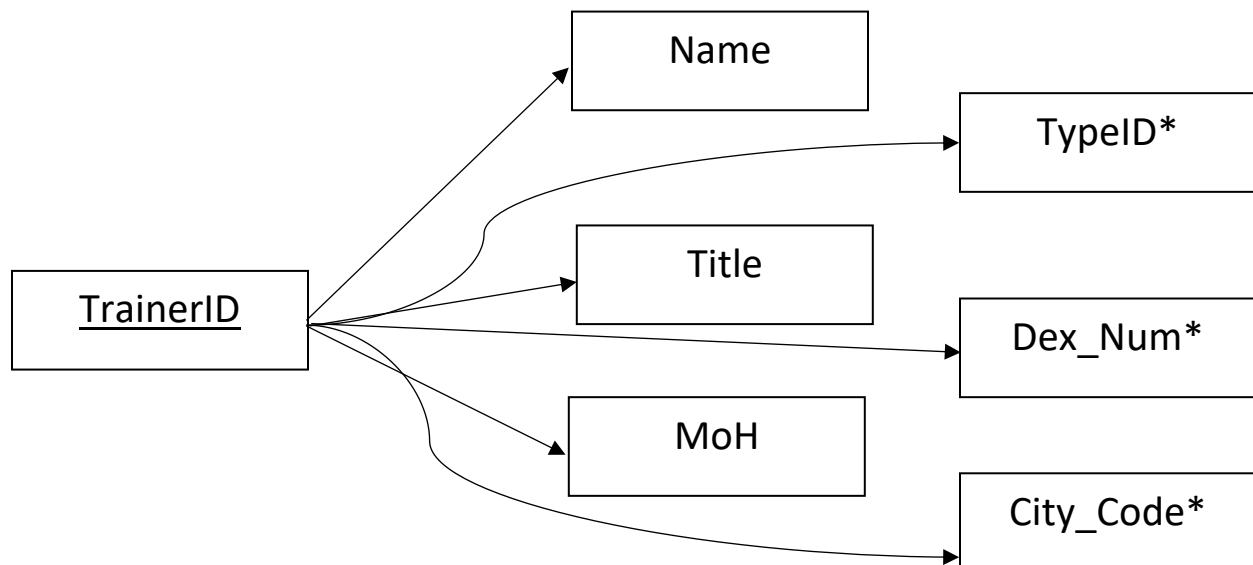 Name
TypeID*
Title
TrainerID
Dex_Num*
MoH
City_Code*